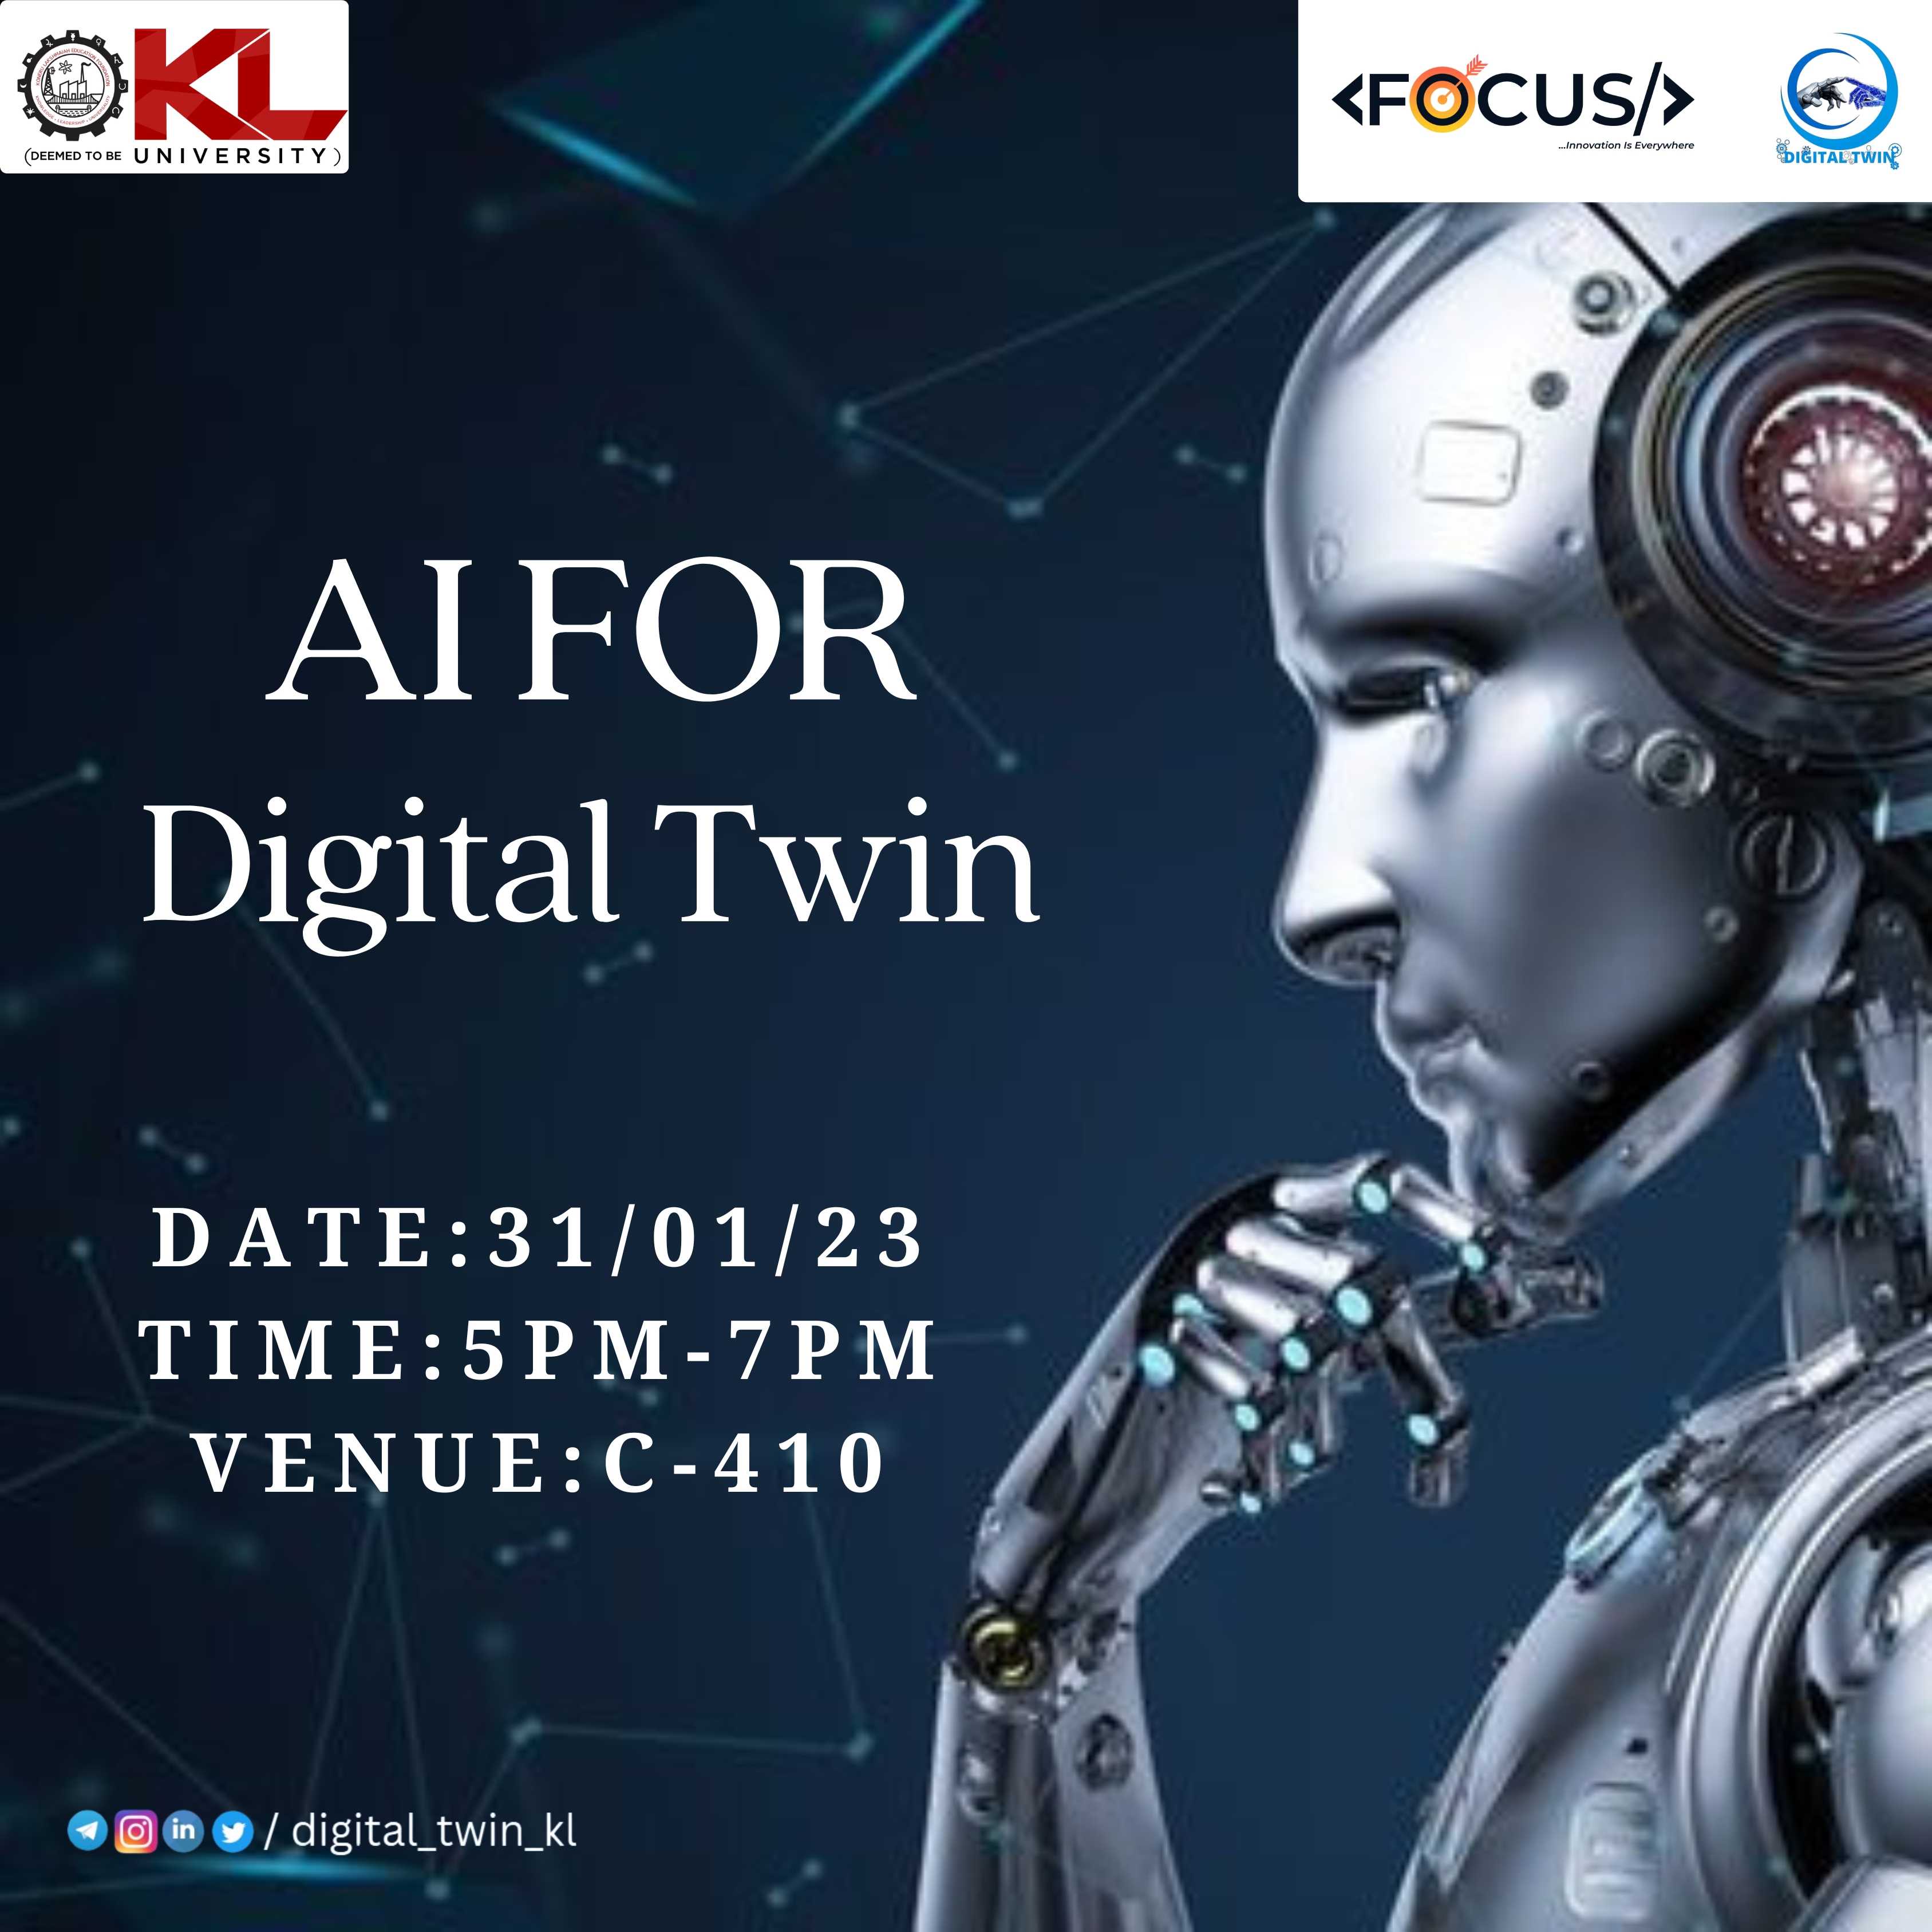 KL
(DEEMED TO BE UNIVERSITY)
<FOCUS/>
...Innovation Is Everywhere
DIGITAL TWIN
AI FOR
Digital Twin
DATE:31/01/23
TIME:5PM-7PM
VENUE:C-410
/ digital_twin_kl